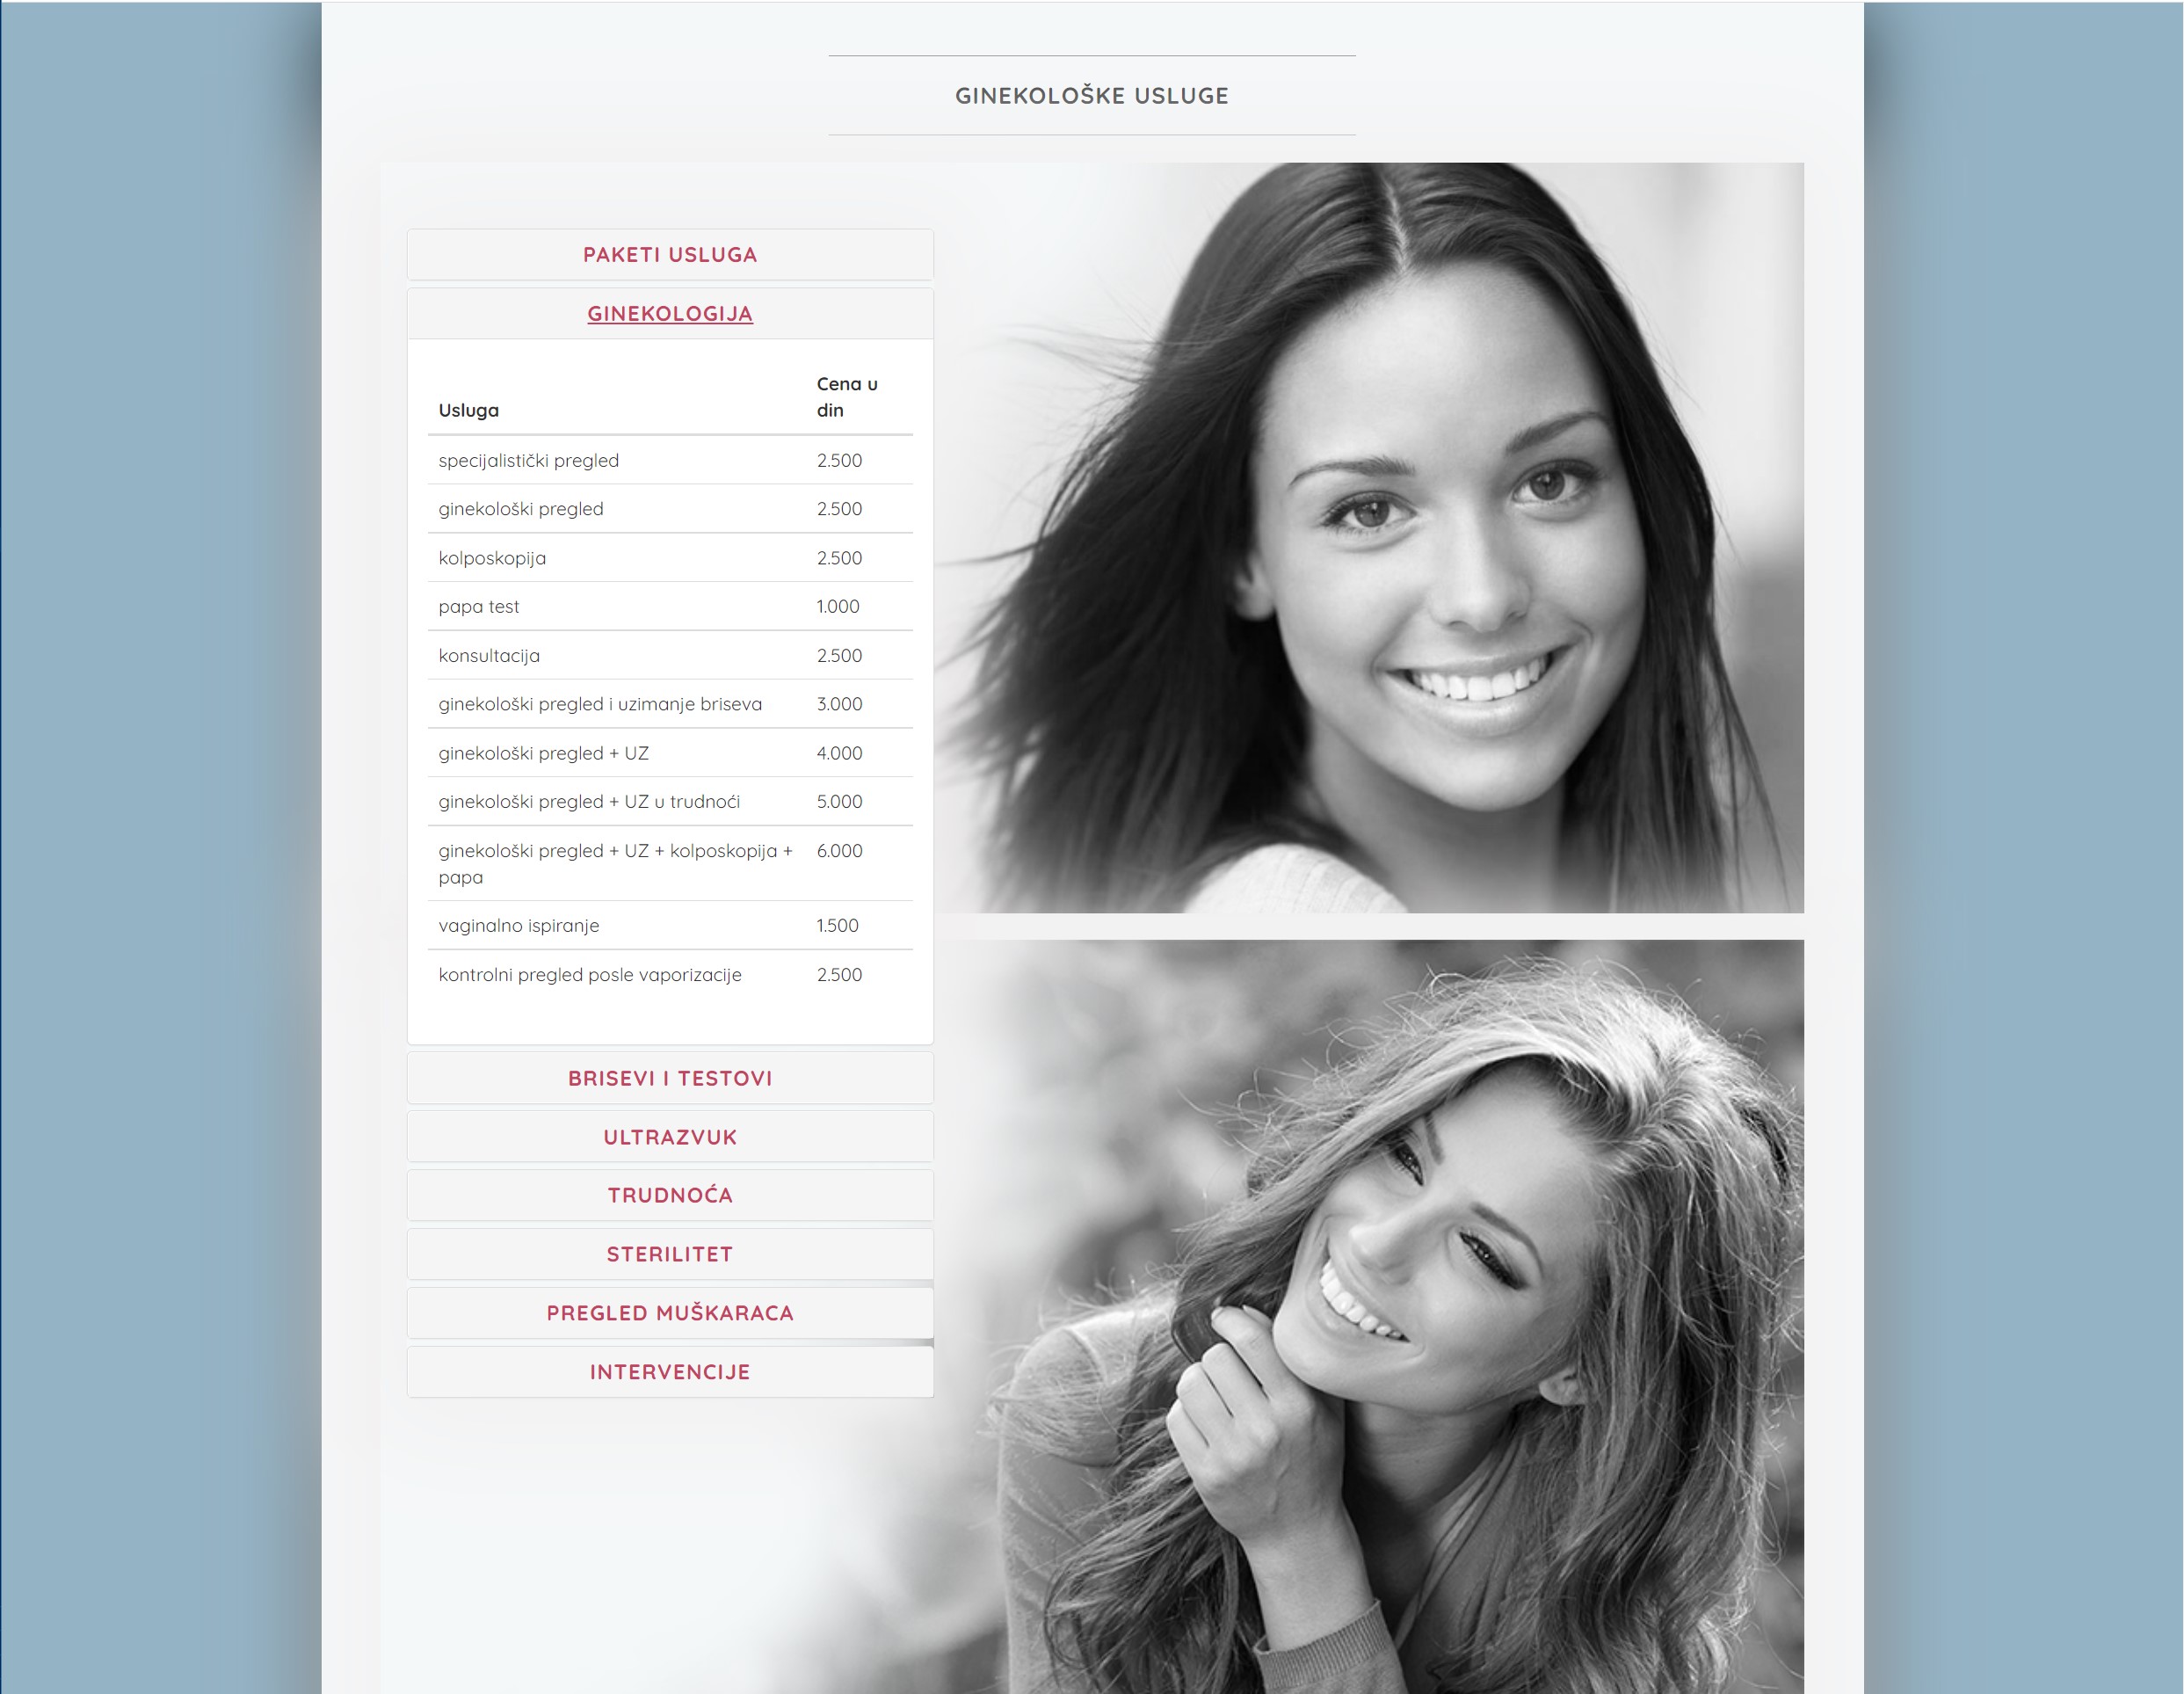 GINEKOLOŠKE USLUGE
PAKETI USLUGA
GINEKOLOGIJA
Usluga Cena u
din
specijalistički pregled 2.500
ginekološki pregled 2.500
kolposkopija 2.500
papa test 1.000
konsultacija 2.500
ginekološki pregled i uzimanje briseva 3.000
ginekološki pregled + UZ 4.000
ginekološki pregled + UZ u trudnoći 5.000
ginekološki pregled + UZ + kolposkopija + 6.000
papa
vaginalno ispiranje 1.500
kontrolni pregled posle vaporizacije 2.500
BRISEVI I TESTOVI
ULTRAZVUK
TRUDNOĆA
STERILITET
PREGLED MUŠKARACA
INTERVENCIJE